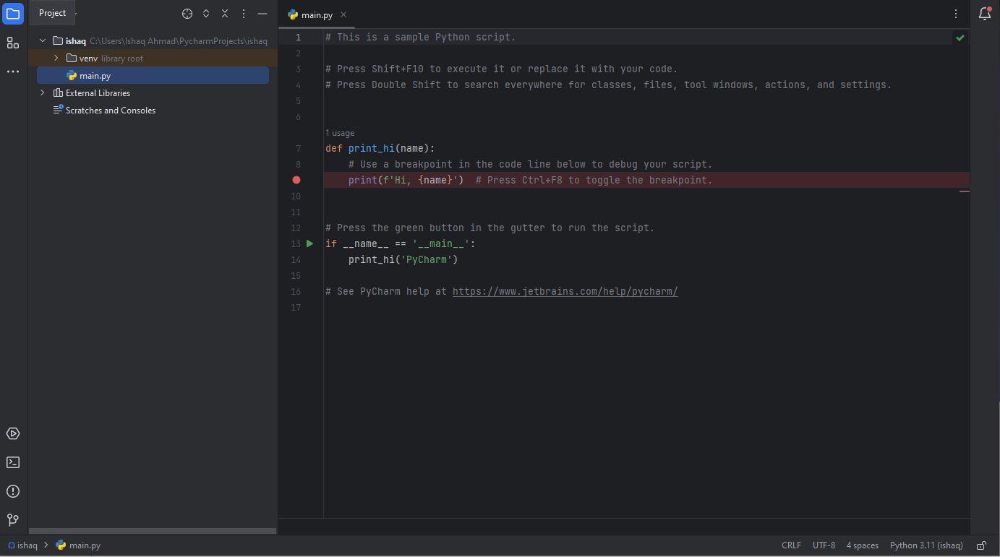 Project
ishaq C:\Users\Ishaq Ahmad\PycharmProjects\ishaq
venv library root
main.py
External Libraries
Scratches and Consoles
main.py
1 # This is a sample Python script.
2
3 # Press Shift+F10 to execute it or replace it with your code.
4 # Press Double Shift to search everywhere for classes, files, tool windows, actions, and settings.
5
6
1 usage
7 def print_hi(name):
8     # Use a breakpoint in the code line below to debug your script.
    print(f'Hi, {name}')  # Press Ctrl+F8 to toggle the breakpoint.
10
11
12 # Press the green button in the gutter to run the script.
13 if __name__ == '__main__':
14     print_hi('PyCharm')
15
16 # See PyCharm help at https://www.jetbrains.com/help/pycharm/
17
ishaq main.py
CRLF UTF-8 4 spaces Python 3.11 (ishaq)